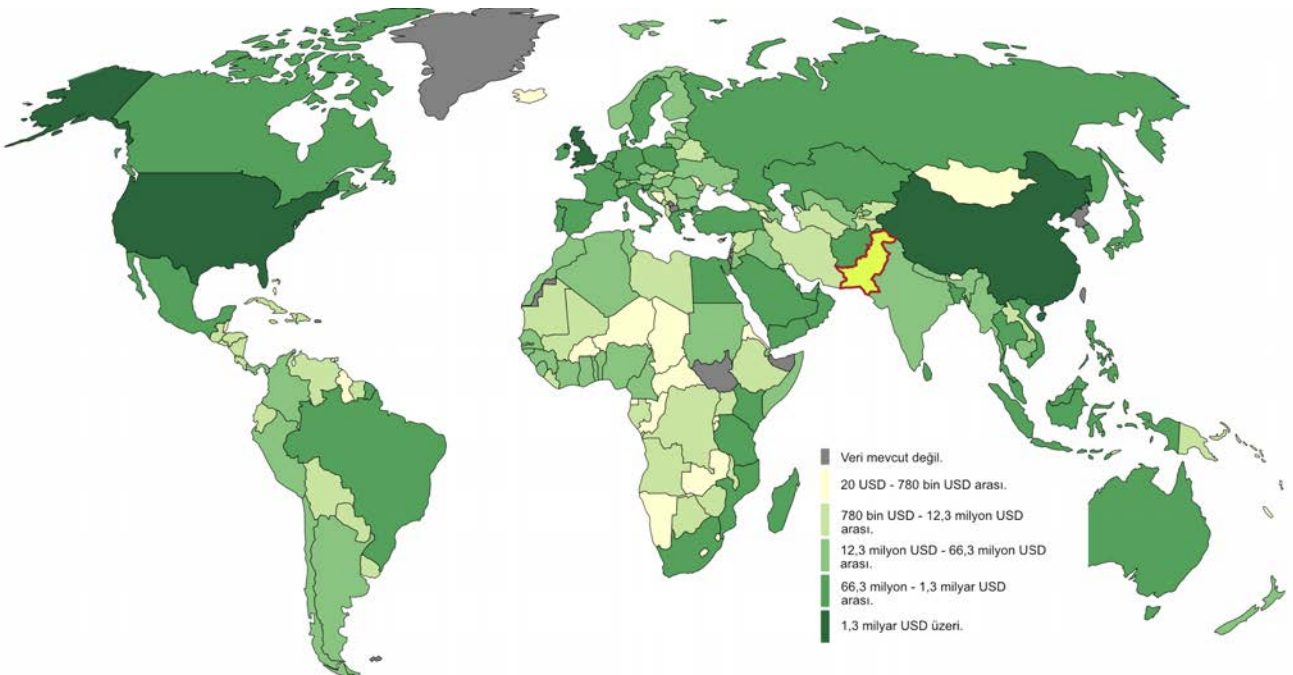 Veri mevcut değil.
20 USD - 780 bin USD arası.
780 bin USD - 12,3 milyon USD
arası.
12,3 milyon USD - 66,3 milyon USD
arası.
66,3 milyon - 1,3 milyar USD
arası.
1,3 milyar USD üzeri.